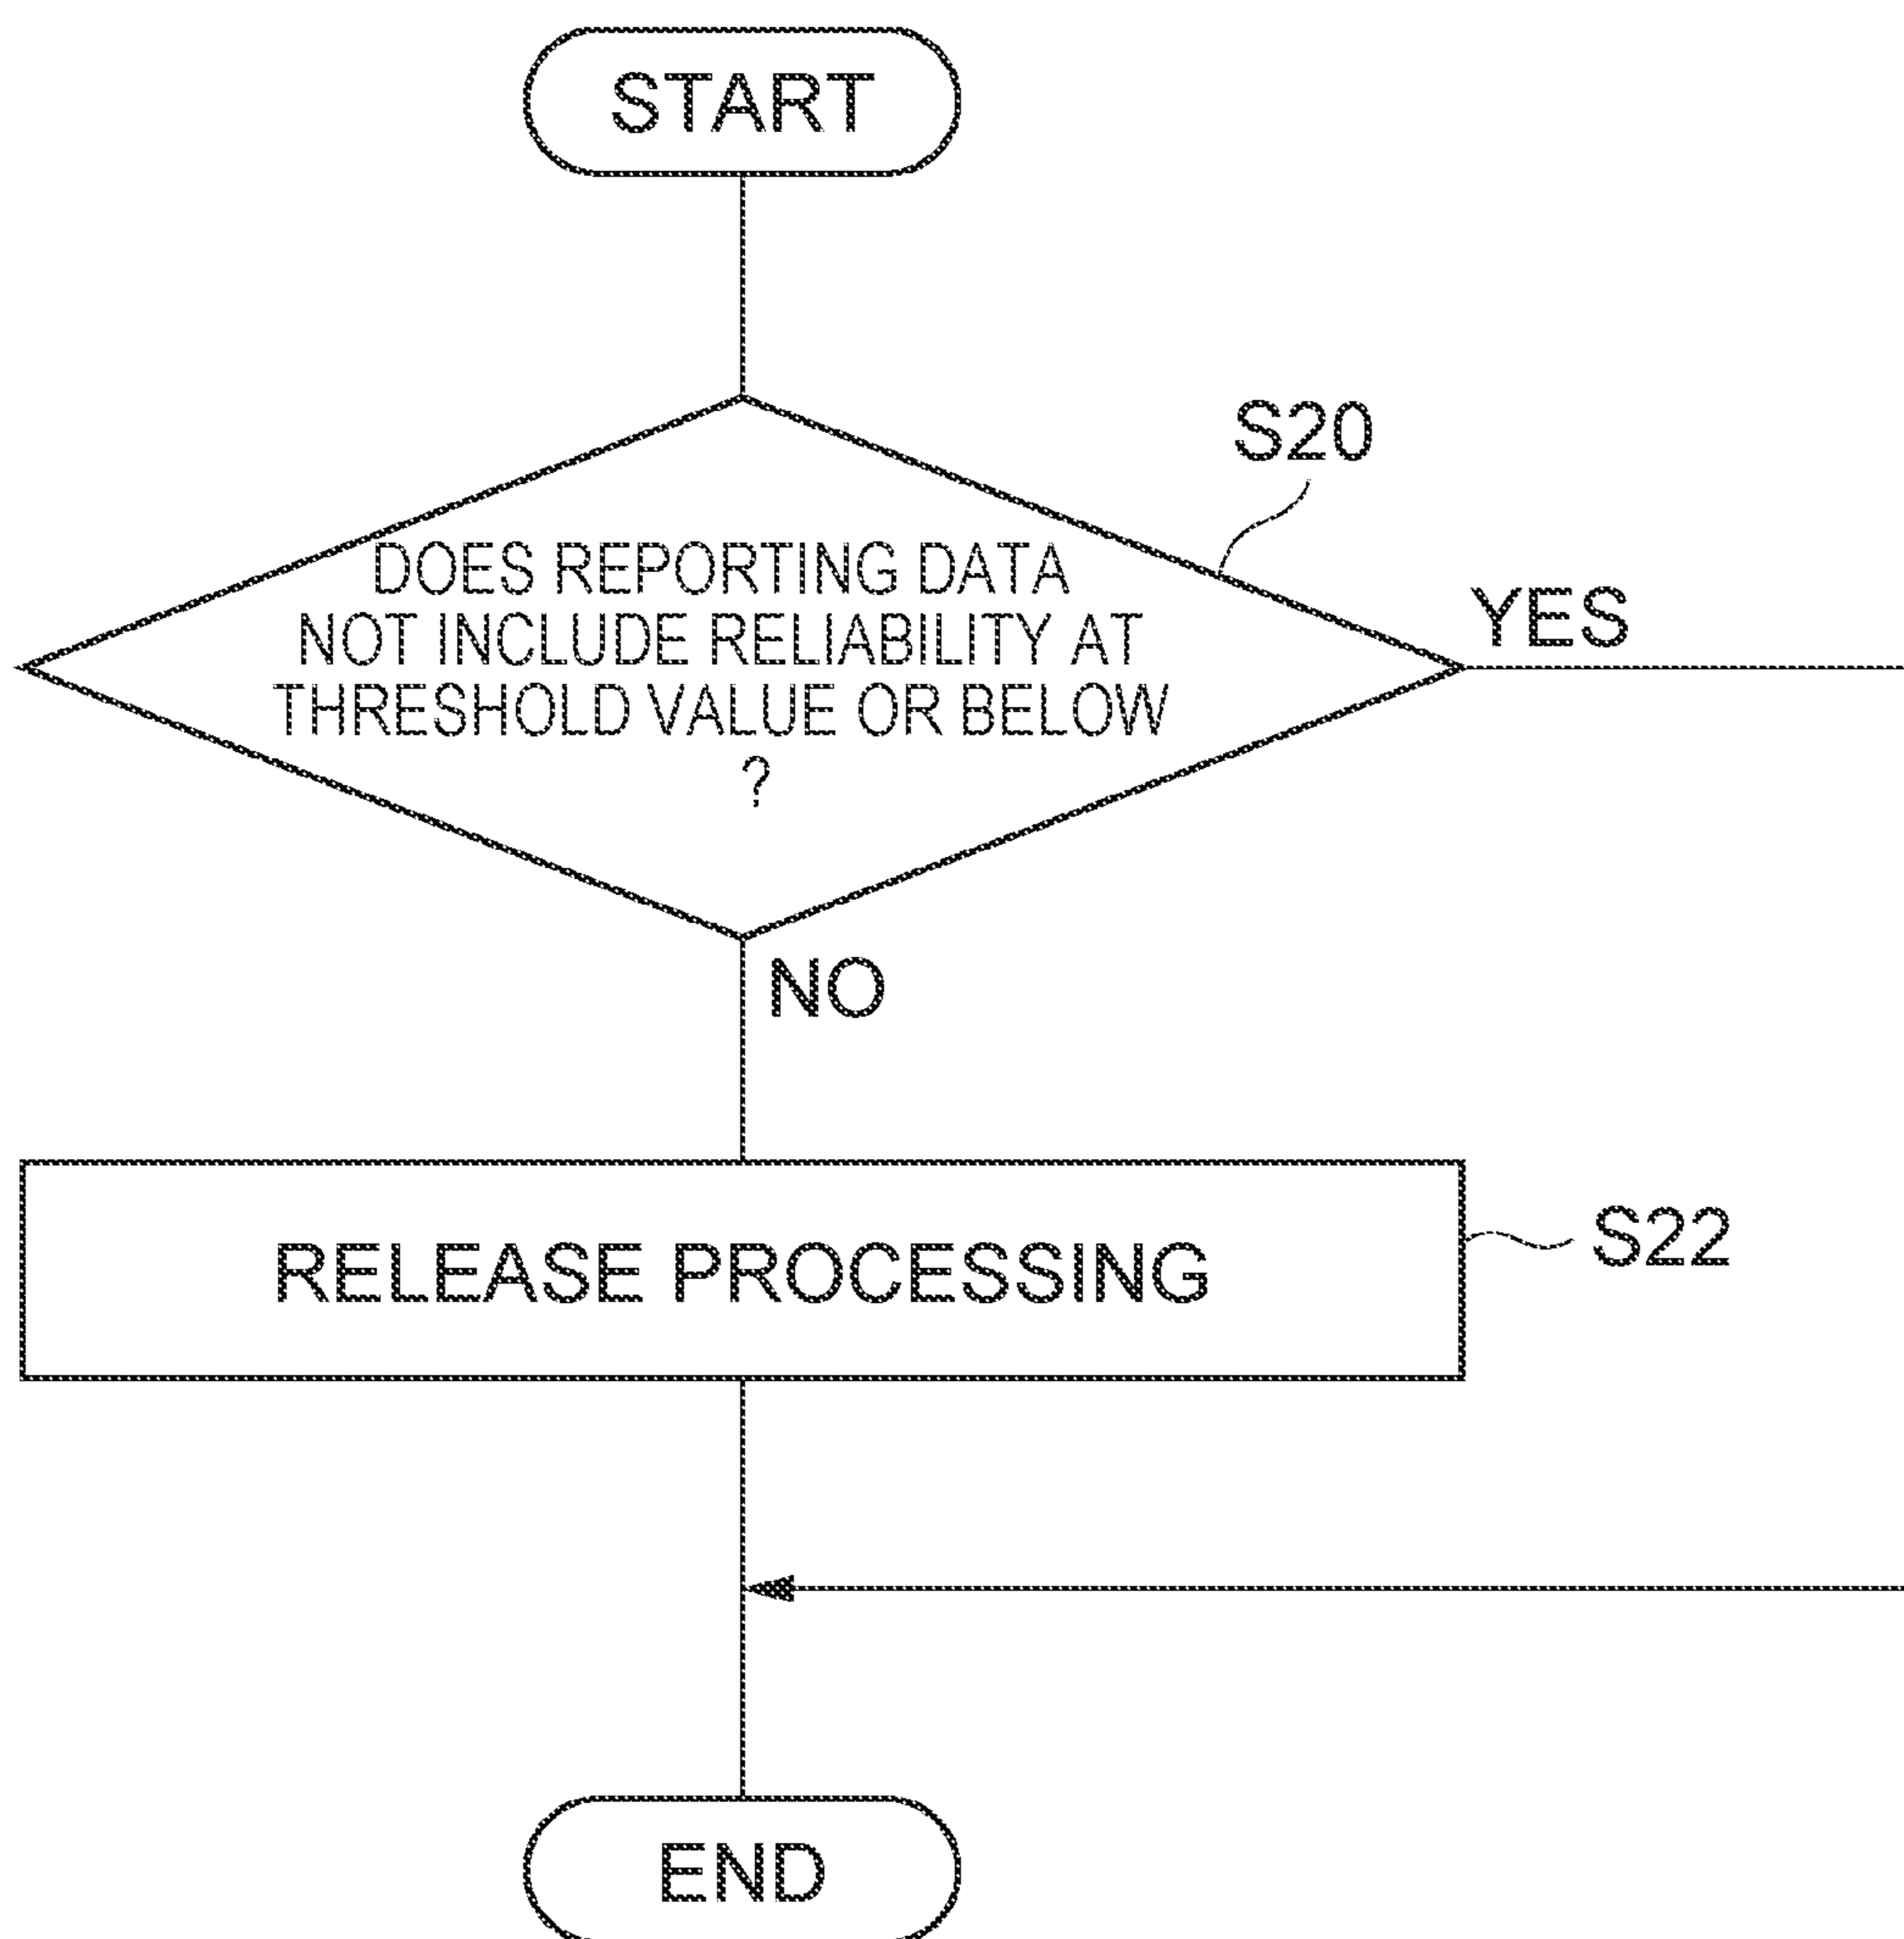 START
S20
DOES REPORTING DATA
NOT INCLUDE RELIABILITY AT
THRESHOLD VALUE OR BELOW
?
YES
NO
RELEASE PROCESSING
S22
END